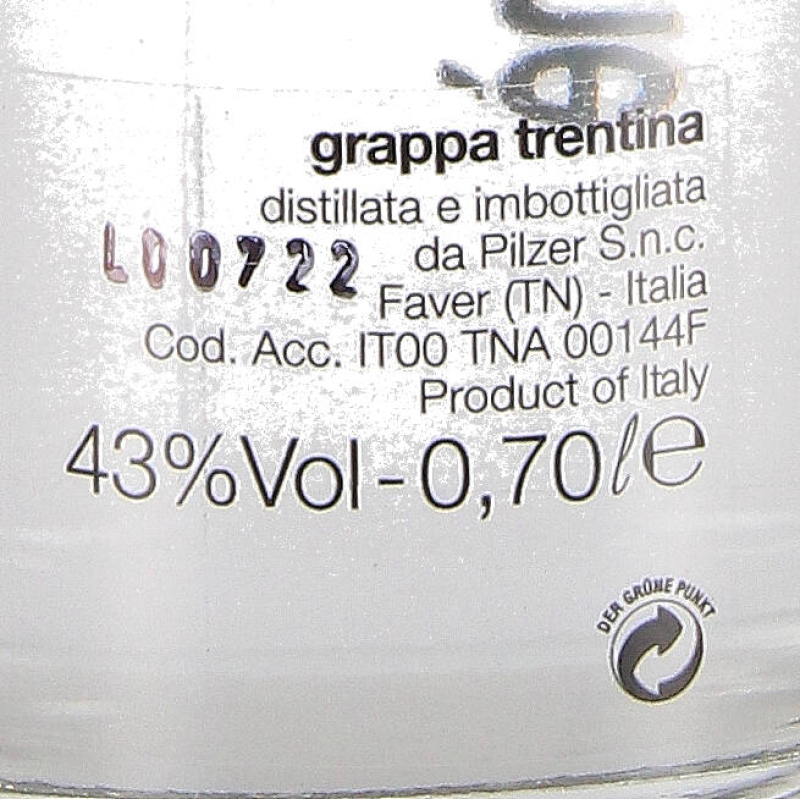 grappa trentina
distillata e imbottigliata
da Pilzer S.n.c.
L00722
Faver (TN) - Italia
Cod. Acc. IT00 TNA 00144F
Product of Italy
43%Vol-0,70ℓe
DER GRÜNE PUNKT